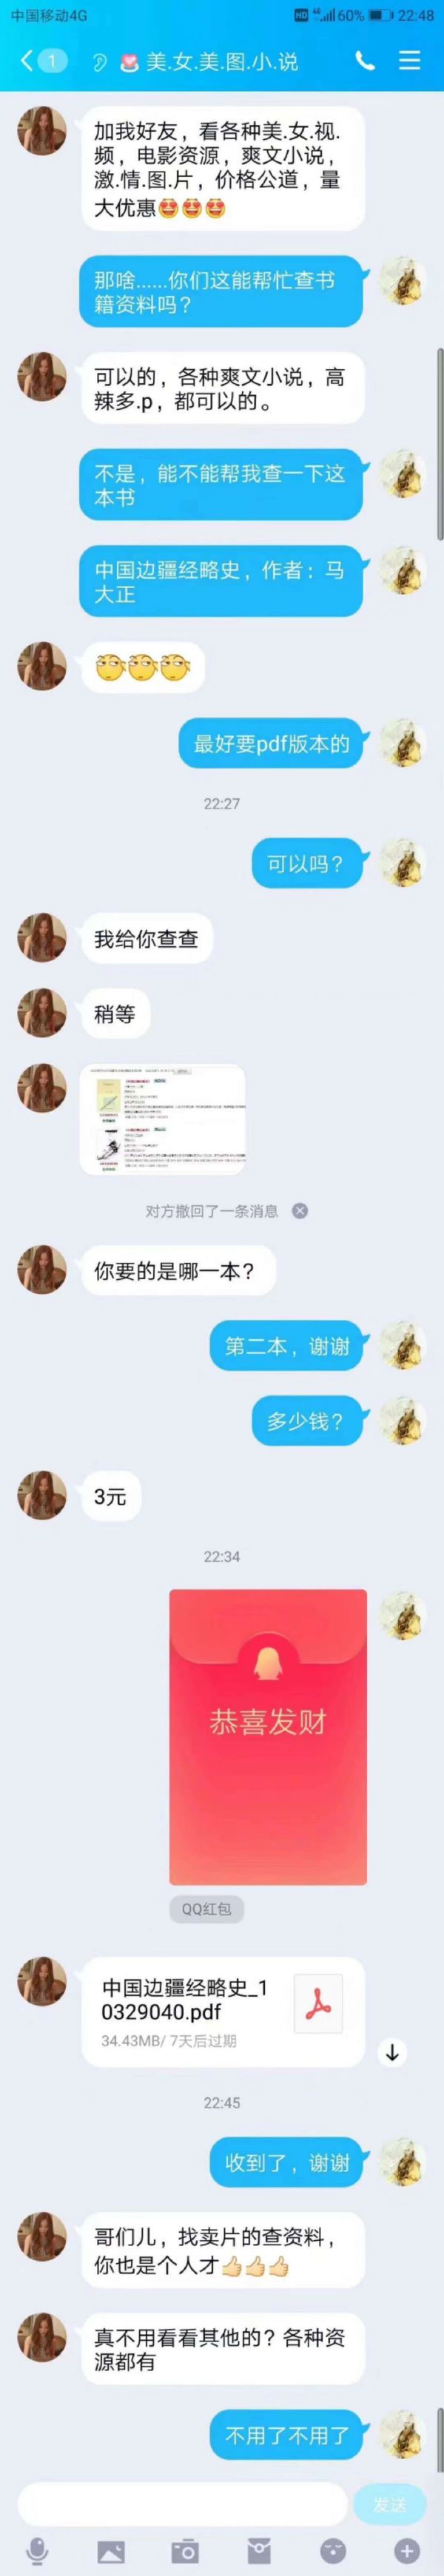 中国移动4G
HD 4G 60% 22:48
1
美.女.美.图.小.说
加我好友，看各种美.女.视.
频，电影资源，爽文小说，
激.情.图.片，价格公道，量
大优惠😍😍😍
那啥......你们这能帮忙查书
籍资料吗？
可以的，各种爽文小说，高
辣多.p，都可以的。
不是，能不能帮我查一下这
本书
中国边疆经略史，作者：马
大正
最好要pdf版本的
22:27
可以吗？
我给你查查
稍等
对方撤回了一条消息
你要的是哪一本？
第二本，谢谢
多少钱？
3元
22:34
恭喜发财
QQ红包
中国边疆经略史_1
0329040.pdf
34.43MB/ 7天后过期
22:45
收到了，谢谢
哥们儿，找卖片的查资料，
你也是个人才👍👍👍
真不用看看其他的？各种资
源都有
不用了不用了
发送